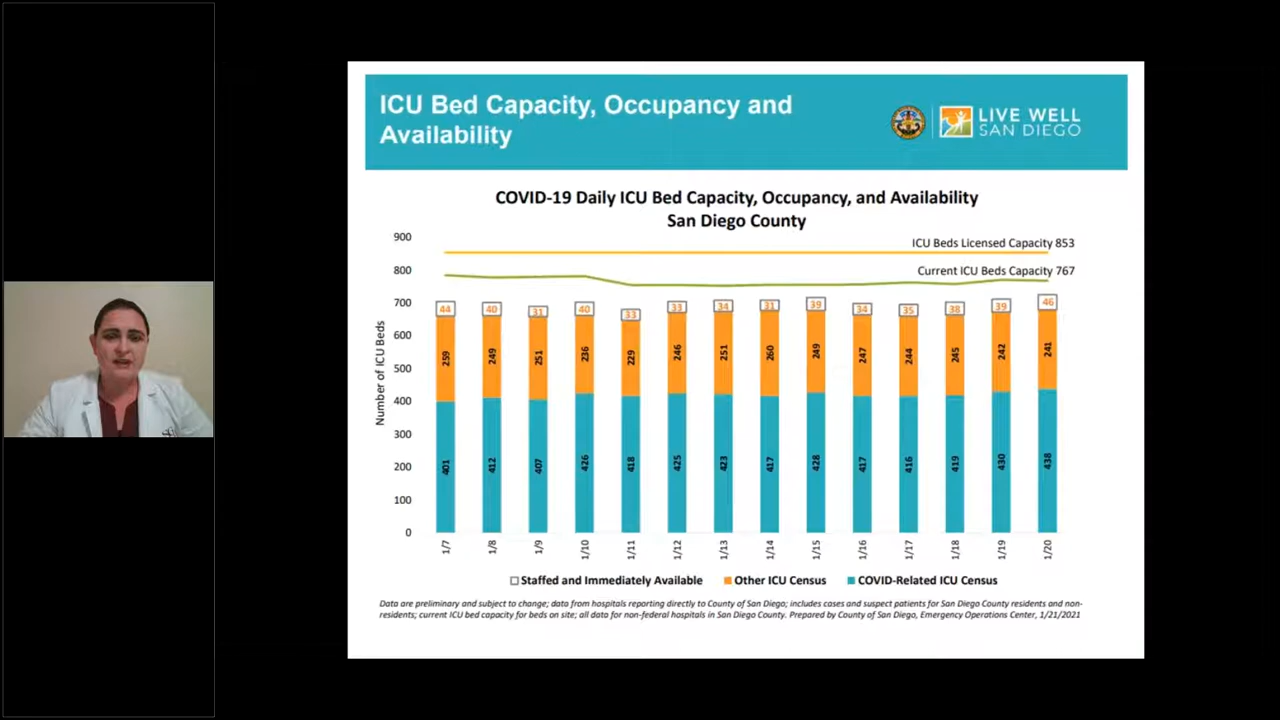 ICU Bed Capacity, Occupancy and
Availability
LIVE WELL
SAN DIEGO
COVID-19 Daily ICU Bed Capacity, Occupancy, and Availability
San Diego County
Number of ICU Beds
900
800
700
600
500
400
300
200
100
0
ICU Beds Licensed Capacity 853
Current ICU Beds Capacity 767
44 40 31 40 33 33 34 31 39 34 35 38 39 46
259 249 251 236 229 246 251 260 249 247 244 245 242 241
401 412 407 426 418 425 423 417 428 417 416 419 430 438
1/7 1/8 1/9 1/10 1/11 1/12 1/13 1/14 1/15 1/16 1/17 1/18 1/19 1/20
Staffed and Immediately Available Other ICU Census COVID-Related ICU Census
Data are preliminary and subject to change; data from hospitals reporting directly to County of San Diego; includes cases and suspect patients for San Diego County residents and non-
residents; current ICU bed capacity for beds on site; all data for non-federal hospitals in San Diego County. Prepared by County of San Diego, Emergency Operations Center, 1/21/2021